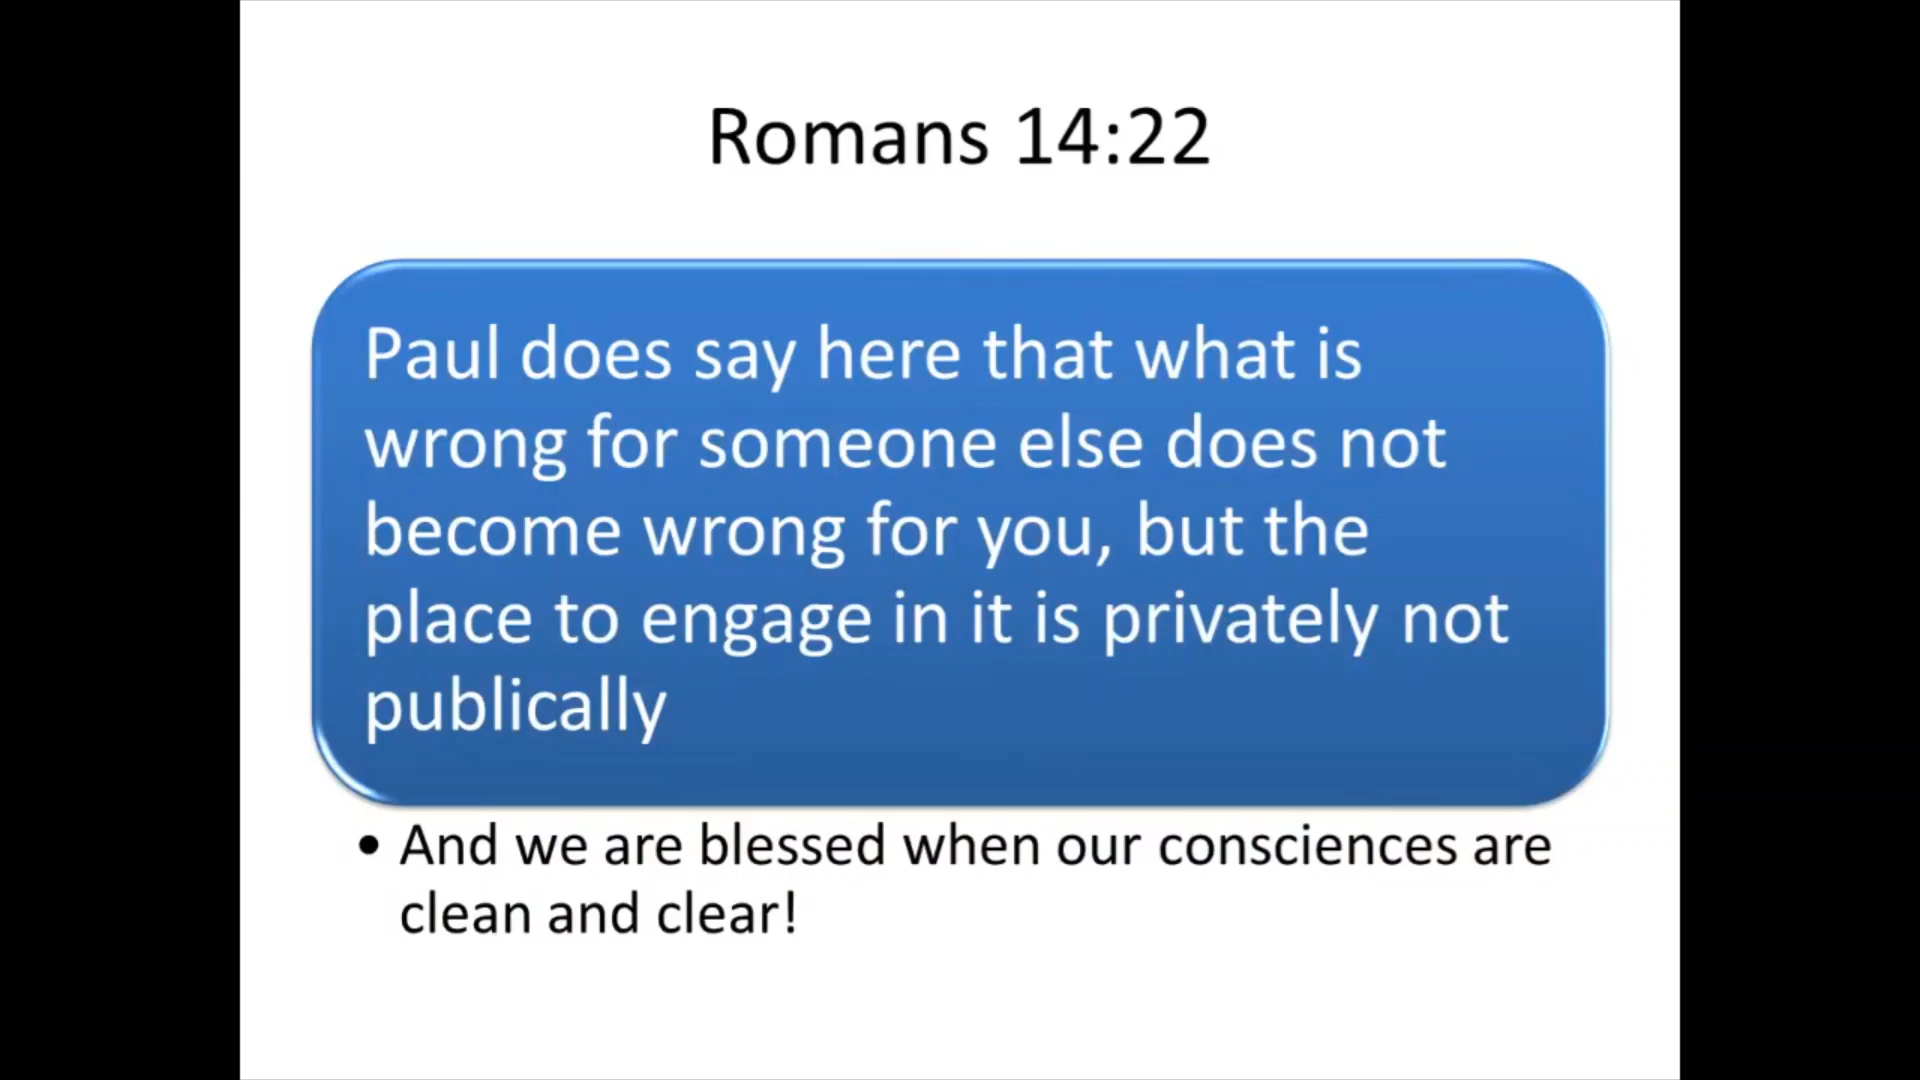 Romans 14:22
Paul does say here that what is
wrong for someone else does not
become wrong for you, but the
place to engage in it is privately not
publically
• And we are blessed when our consciences are
clean and clear!